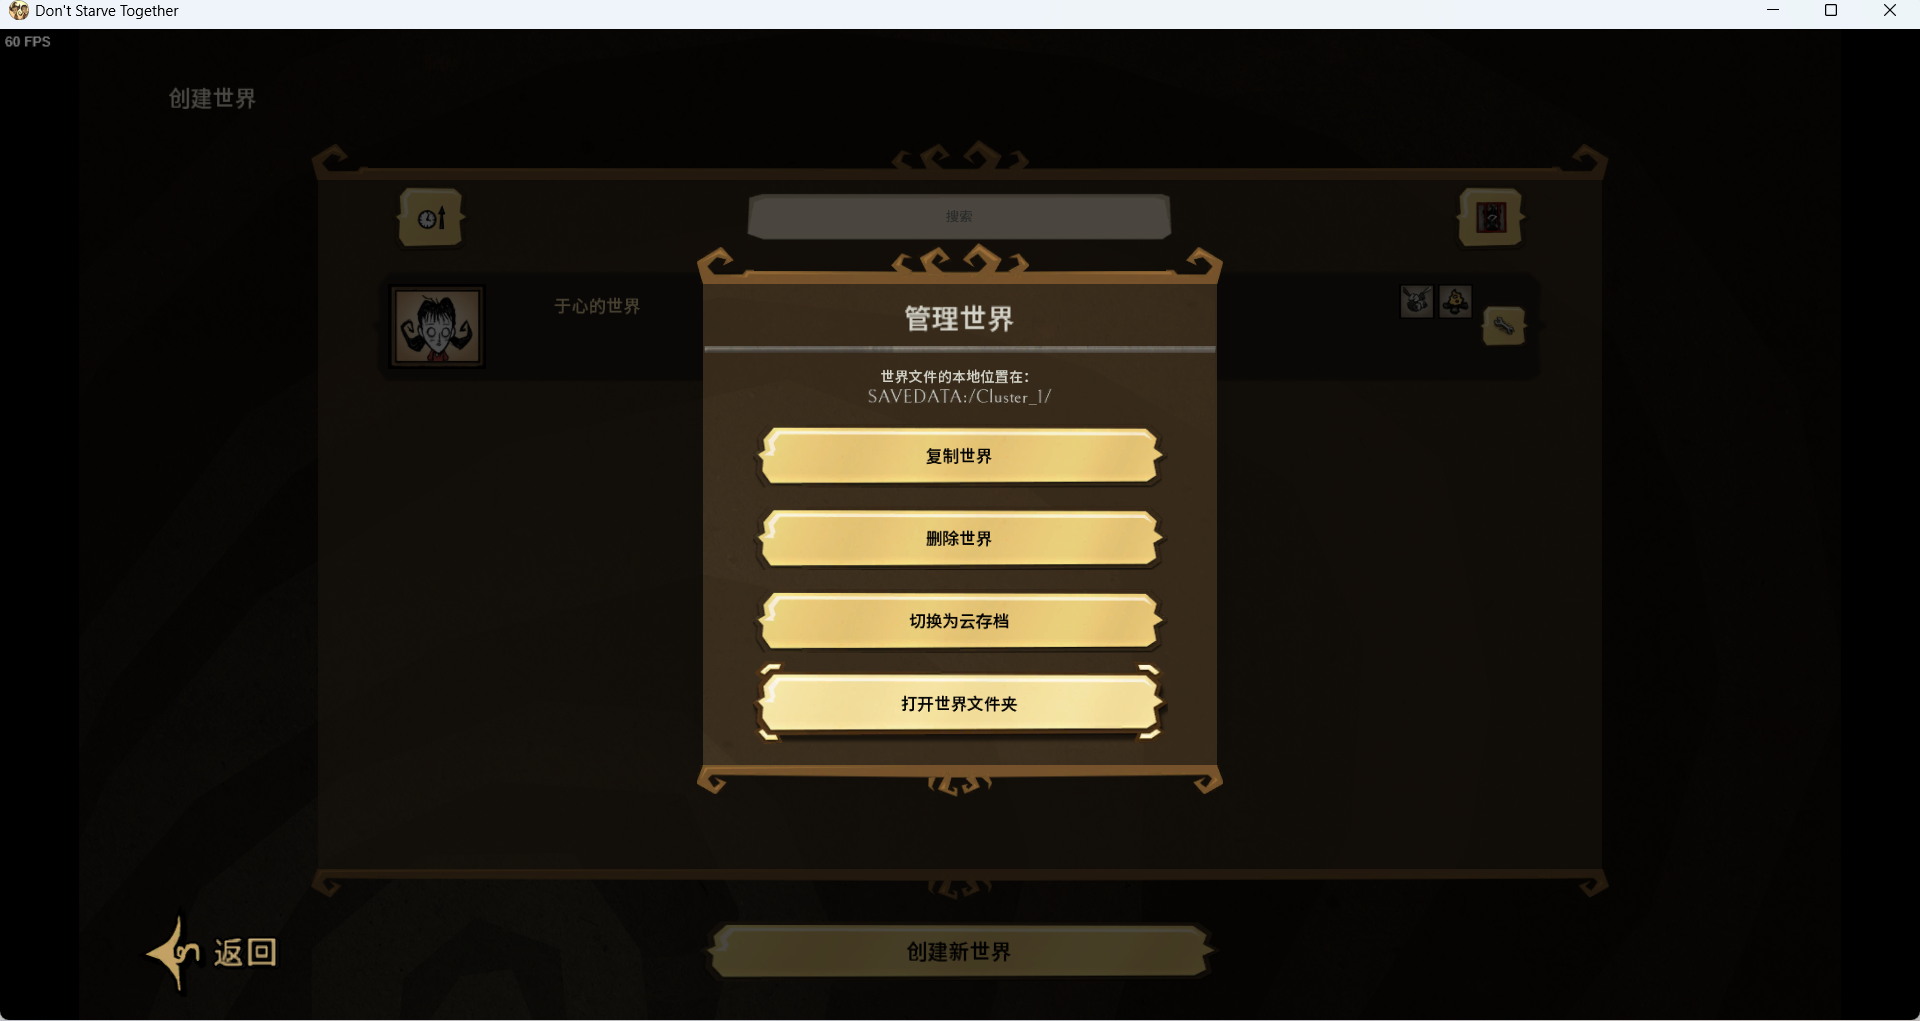 Don't Starve Together
60 FPS
创建世界
搜索
于心的世界
管理世界
世界文件的本地位置在：
SAVEDATA:/Cluster_1/
复制世界
删除世界
切换为云存档
打开世界文件夹
返回
创建新世界